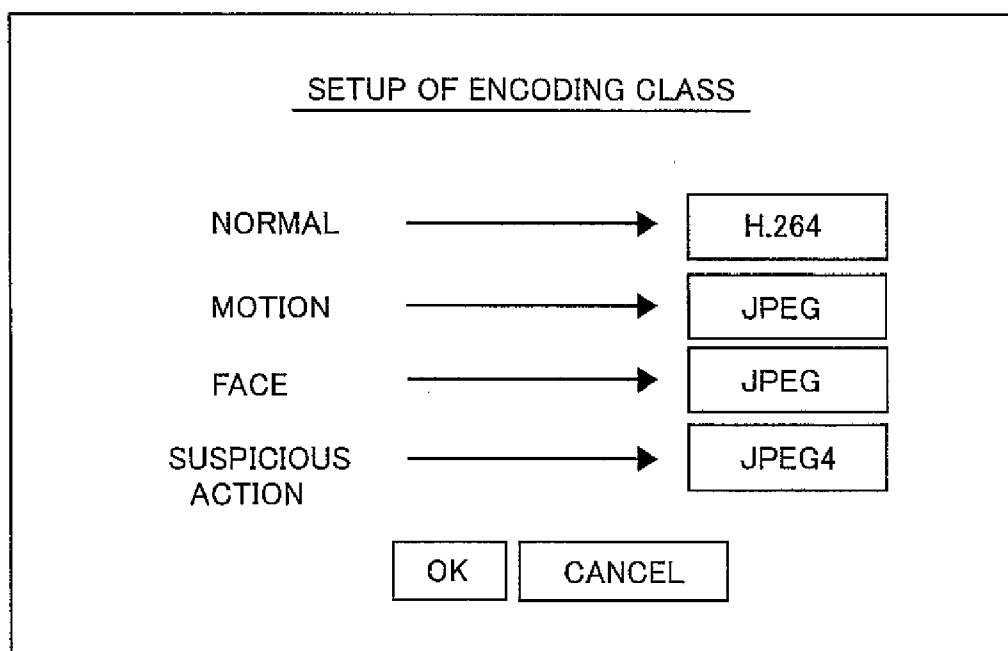 SETUP OF ENCODING CLASS
NORMAL H.264
MOTION JPEG
FACE JPEG
SUSPICIOUS JPEG4
ACTION
OK CANCEL